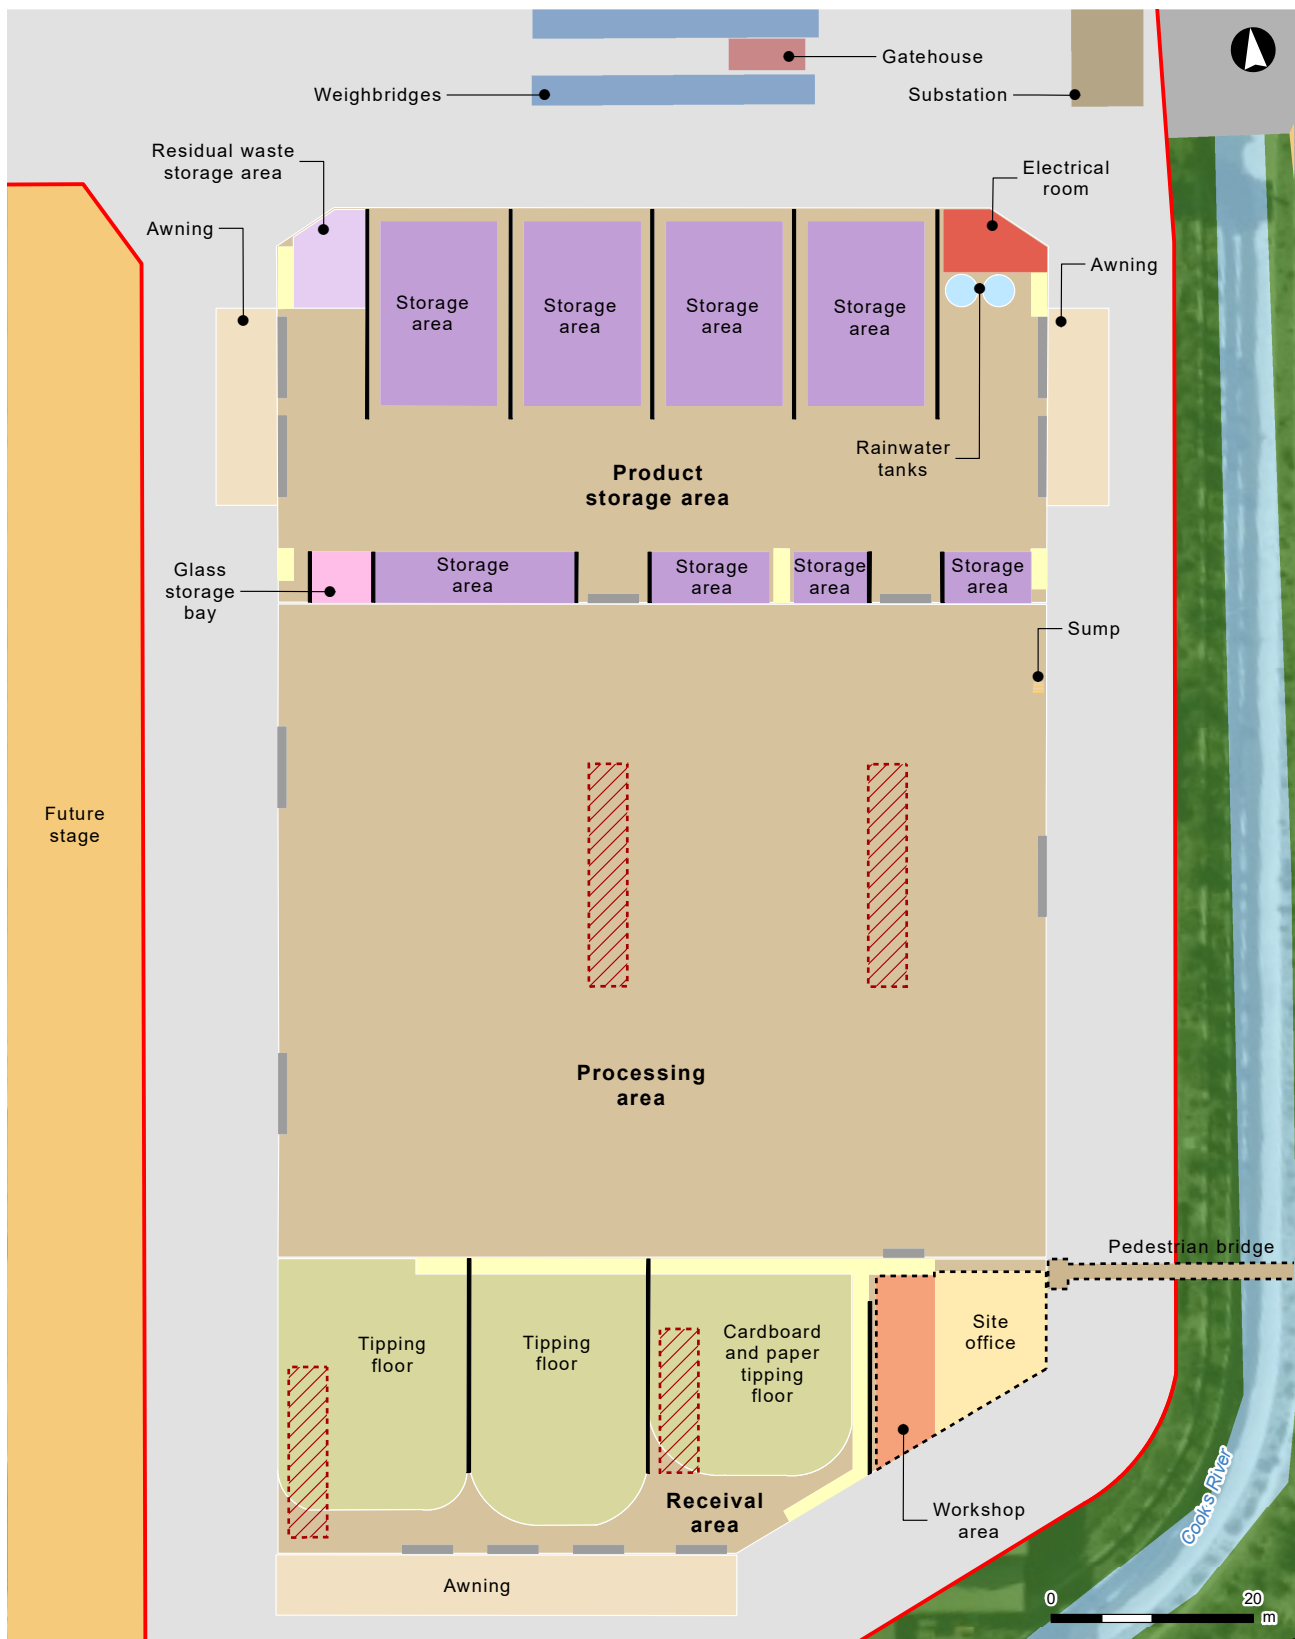 Gatehouse
Weighbridges
Substation
Residual waste
storage area
Electrical
room
Awning
Awning
Storage
area
Storage
area
Storage
area
Storage
area
Rainwater
tanks
Product
storage area
Glass
storage
bay
Storage
area
Storage
area
Storage
area
Storage
area
Sump
Future
stage
Processing
area
Pedestrian bridge
Tipping
floor
Tipping
floor
Cardboard
and paper
tipping
floor
Site
office
Receival
area
Workshop
area
Cooks River
Awning
0
20
m